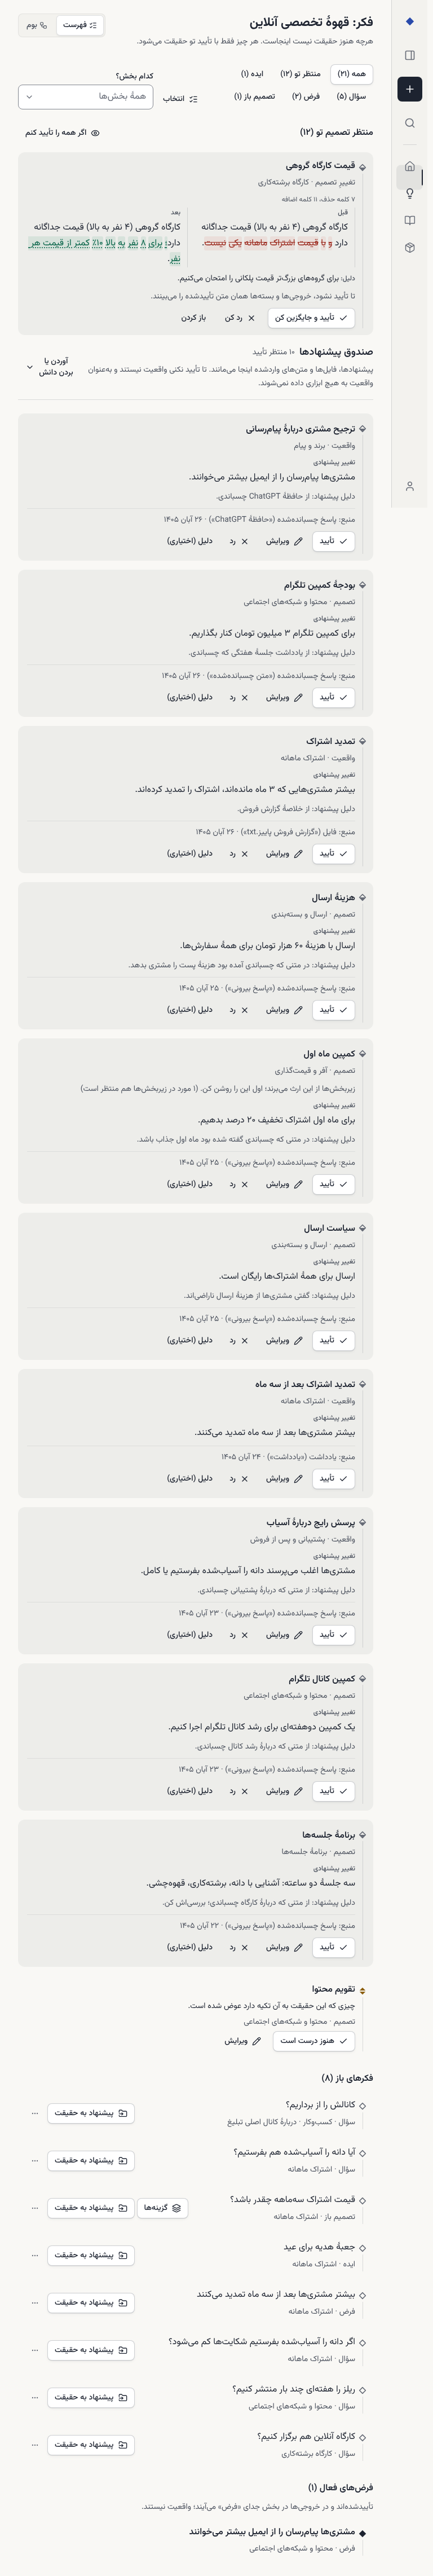 فکر: قهوهٔ تخصصی آنلاین
فهرست
بوم
هرچه هنوز حقیقت نیست اینجاست. هر چیز فقط با تأیید تو حقیقت می‌شود.
همه (۲۱)
منتظر تو (۱۲)
ایده (۱)
سؤال (۵)
فرض (۲)
تصمیم باز (۱)
انتخاب
کدام بخش؟
همهٔ بخش‌ها
منتظر تصمیم تو (۱۲)
اگر همه را تأیید کنم
قیمت کارگاه گروهی
تغییرِ تصمیم · کارگاه برشته‌کاری
۷ کلمه حذف، ۱۱ کلمه اضافه
قبل
کارگاه گروهی (۴ نفر به بالا) قیمت جداگانه دارد و با قیمت اشتراک ماهانه یکی نیست.
بعد
کارگاه گروهی (۴ نفر به بالا) قیمت جداگانه دارد: برای ۸ نفر به بالا ۱۰٪ کمتر از قیمت هر نفر.
دلیل: برای گروه‌های بزرگ‌تر قیمت پلکانی را امتحان می‌کنیم.
تا تأیید نشود، خروجی‌ها و بسته‌ها همان متن تأییدشده را می‌بینند.
تأیید و جایگزین کن
رد کن
باز کردن
صندوق پیشنهادها
۱۰ منتظر تأیید
پیشنهادها، فایل‌ها و متن‌های واردشده اینجا می‌مانند. تا تأیید نکنی واقعیت نیستند و به‌عنوان واقعیت به هیچ ابزاری داده نمی‌شوند.
آوردن یا بردن دانش
ترجیح مشتری دربارهٔ پیام‌رسانی
واقعیت · برند و پیام
تغییر پیشنهادی
مشتری‌ها پیام‌رسان را از ایمیل بیشتر می‌خوانند.
دلیل پیشنهاد: از حافظهٔ ChatGPT چسباندی.
منبع: پاسخ چسبانده‌شده («حافظهٔ ChatGPT») · ۲۶ آبان ۱۴۰۵
تأیید
ویرایش
رد
دلیل (اختیاری)
بودجهٔ کمپین تلگرام
تصمیم · محتوا و شبکه‌های اجتماعی
تغییر پیشنهادی
برای کمپین تلگرام ۳ میلیون تومان کنار بگذاریم.
دلیل پیشنهاد: از یادداشت جلسهٔ هفتگی که چسباندی.
منبع: پاسخ چسبانده‌شده («متن چسبانده‌شده») · ۲۶ آبان ۱۴۰۵
تأیید
ویرایش
رد
دلیل (اختیاری)
تمدید اشتراک
واقعیت · اشتراک ماهانه
تغییر پیشنهادی
بیشتر مشتری‌هایی که ۳ ماه مانده‌اند، اشتراک را تمدید کرده‌اند.
دلیل پیشنهاد: از خلاصهٔ گزارش فروش.
منبع: فایل («گزارش فروش پاییز.txt») · ۲۶ آبان ۱۴۰۵
تأیید
ویرایش
رد
دلیل (اختیاری)
هزینهٔ ارسال
تصمیم · ارسال و بسته‌بندی
تغییر پیشنهادی
ارسال با هزینهٔ ۶۰ هزار تومان برای همهٔ سفارش‌ها.
دلیل پیشنهاد: در متنی که چسباندی آمده بود هزینهٔ پست را مشتری بدهد.
منبع: پاسخ چسبانده‌شده («پاسخ بیرونی») · ۲۵ آبان ۱۴۰۵
تأیید
ویرایش
رد
دلیل (اختیاری)
کمپین ماه اول
تصمیم · آفر و قیمت‌گذاری
زیربخش‌ها از این ارث می‌برند؛ اول این را روشن کن. (۱ مورد در زیربخش‌ها هم منتظر است)
تغییر پیشنهادی
برای ماه اول اشتراک تخفیف ۲۰ درصد بدهیم.
دلیل پیشنهاد: در متنی که چسباندی گفته شده بود ماه اول جذاب باشد.
منبع: پاسخ چسبانده‌شده («پاسخ بیرونی») · ۲۵ آبان ۱۴۰۵
تأیید
ویرایش
رد
دلیل (اختیاری)
سیاست ارسال
تصمیم · ارسال و بسته‌بندی
تغییر پیشنهادی
ارسال برای همهٔ اشتراک‌ها رایگان است.
دلیل پیشنهاد: گفتی مشتری‌ها از هزینهٔ ارسال ناراضی‌اند.
منبع: پاسخ چسبانده‌شده («پاسخ بیرونی») · ۲۵ آبان ۱۴۰۵
تأیید
ویرایش
رد
دلیل (اختیاری)
تمدید اشتراک بعد از سه ماه
واقعیت · اشتراک ماهانه
تغییر پیشنهادی
بیشتر مشتری‌ها بعد از سه ماه تمدید می‌کنند.
منبع: یادداشت («یادداشت») · ۲۴ آبان ۱۴۰۵
تأیید
ویرایش
رد
دلیل (اختیاری)
پرسش رایج دربارهٔ آسیاب
واقعیت · پشتیبانی و پس از فروش
تغییر پیشنهادی
مشتری‌ها اغلب می‌پرسند دانه را آسیاب‌شده بفرستیم یا کامل.
دلیل پیشنهاد: از متنی که دربارهٔ پشتیبانی چسباندی.
منبع: پاسخ چسبانده‌شده («پاسخ بیرونی») · ۲۳ آبان ۱۴۰۵
تأیید
ویرایش
رد
دلیل (اختیاری)
کمپین کانال تلگرام
تصمیم · محتوا و شبکه‌های اجتماعی
تغییر پیشنهادی
یک کمپین دوهفته‌ای برای رشد کانال تلگرام اجرا کنیم.
دلیل پیشنهاد: از متنی که دربارهٔ رشد کانال چسباندی.
منبع: پاسخ چسبانده‌شده («پاسخ بیرونی») · ۲۳ آبان ۱۴۰۵
تأیید
ویرایش
رد
دلیل (اختیاری)
برنامهٔ جلسه‌ها
تصمیم · برنامهٔ جلسه‌ها
تغییر پیشنهادی
سه جلسهٔ دو ساعته: آشنایی با دانه، برشته‌کاری، قهوه‌چشی.
دلیل پیشنهاد: از متنی که دربارهٔ کارگاه چسباندی؛ بررسی‌اش کن.
منبع: پاسخ چسبانده‌شده («پاسخ بیرونی») · ۲۲ آبان ۱۴۰۵
تأیید
ویرایش
رد
دلیل (اختیاری)
تقویم محتوا
چیزی که این حقیقت به آن تکیه دارد عوض شده است.
تصمیم · محتوا و شبکه‌های اجتماعی
هنوز درست است
ویرایش
فکرهای باز (۸)
کانالش را از برداریم؟
سؤال · کسب‌وکار · دربارهٔ کانال اصلی تبلیغ
پیشنهاد به حقیقت
آیا دانه را آسیاب‌شده هم بفرستیم؟
سؤال · اشتراک ماهانه
پیشنهاد به حقیقت
قیمت اشتراک سه‌ماهه چقدر باشد؟
تصمیم باز · اشتراک ماهانه
گزینه‌ها
پیشنهاد به حقیقت
جعبهٔ هدیه برای عید
ایده · اشتراک ماهانه
پیشنهاد به حقیقت
بیشتر مشتری‌ها بعد از سه ماه تمدید می‌کنند
فرض · اشتراک ماهانه
پیشنهاد به حقیقت
اگر دانه را آسیاب‌شده بفرستیم شکایت‌ها کم می‌شود؟
سؤال · اشتراک ماهانه
پیشنهاد به حقیقت
ریلز را هفته‌ای چند بار منتشر کنیم؟
سؤال · محتوا و شبکه‌های اجتماعی
پیشنهاد به حقیقت
کارگاه آنلاین هم برگزار کنیم؟
سؤال · کارگاه برشته‌کاری
پیشنهاد به حقیقت
فرض‌های فعال (۱)
تأییدشده‌اند و در خروجی‌ها در بخش جدای «فرض» می‌آیند؛ واقعیت نیستند.
مشتری‌ها پیام‌رسان را از ایمیل بیشتر می‌خوانند
فرض · محتوا و شبکه‌های اجتماعی